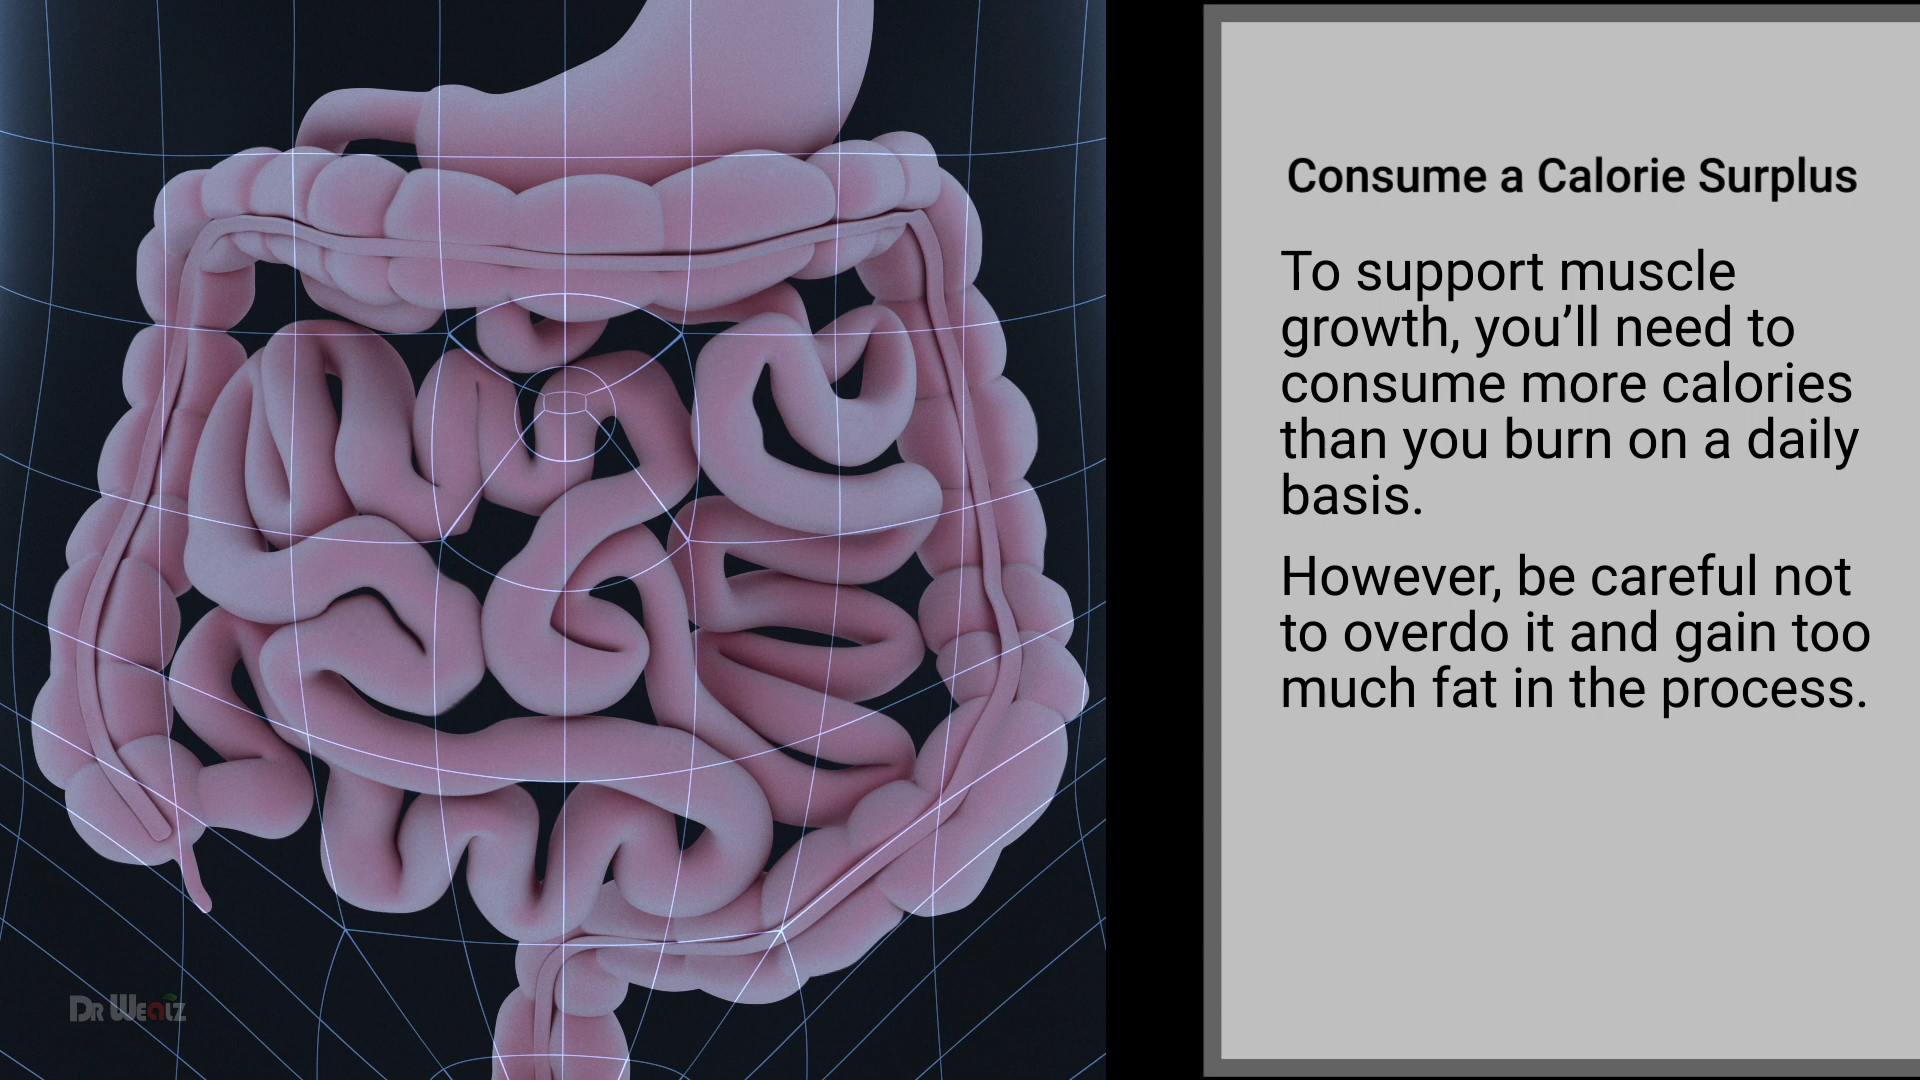 Consume a Calorie Surplus
To support muscle
growth, you’ll need to
consume more calories
than you burn on a daily
basis.
However, be careful not
to overdo it and gain too
much fat in the process.